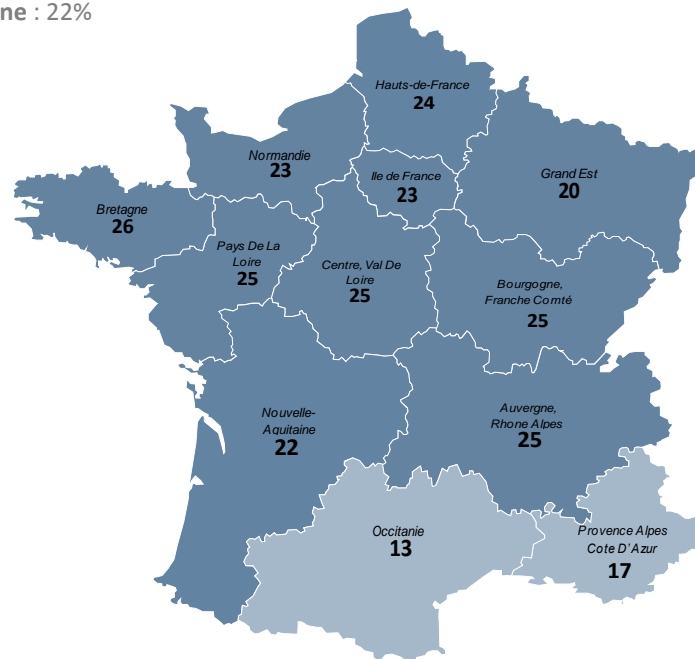 ne : 22%
Hauts-de-France
24
Normandie
23
Ile de France
23
Grand Est
20
Bretagne
26
Pays De La
Loire
25
Centre, Val De
Loire
25
Bourgogne,
Franche Comté
25
Nouvelle-
Aquitaine
22
Auvergne,
Rhone Alpes
25
Occitanie
13
Provence Alpes
Cote D'Azur
17